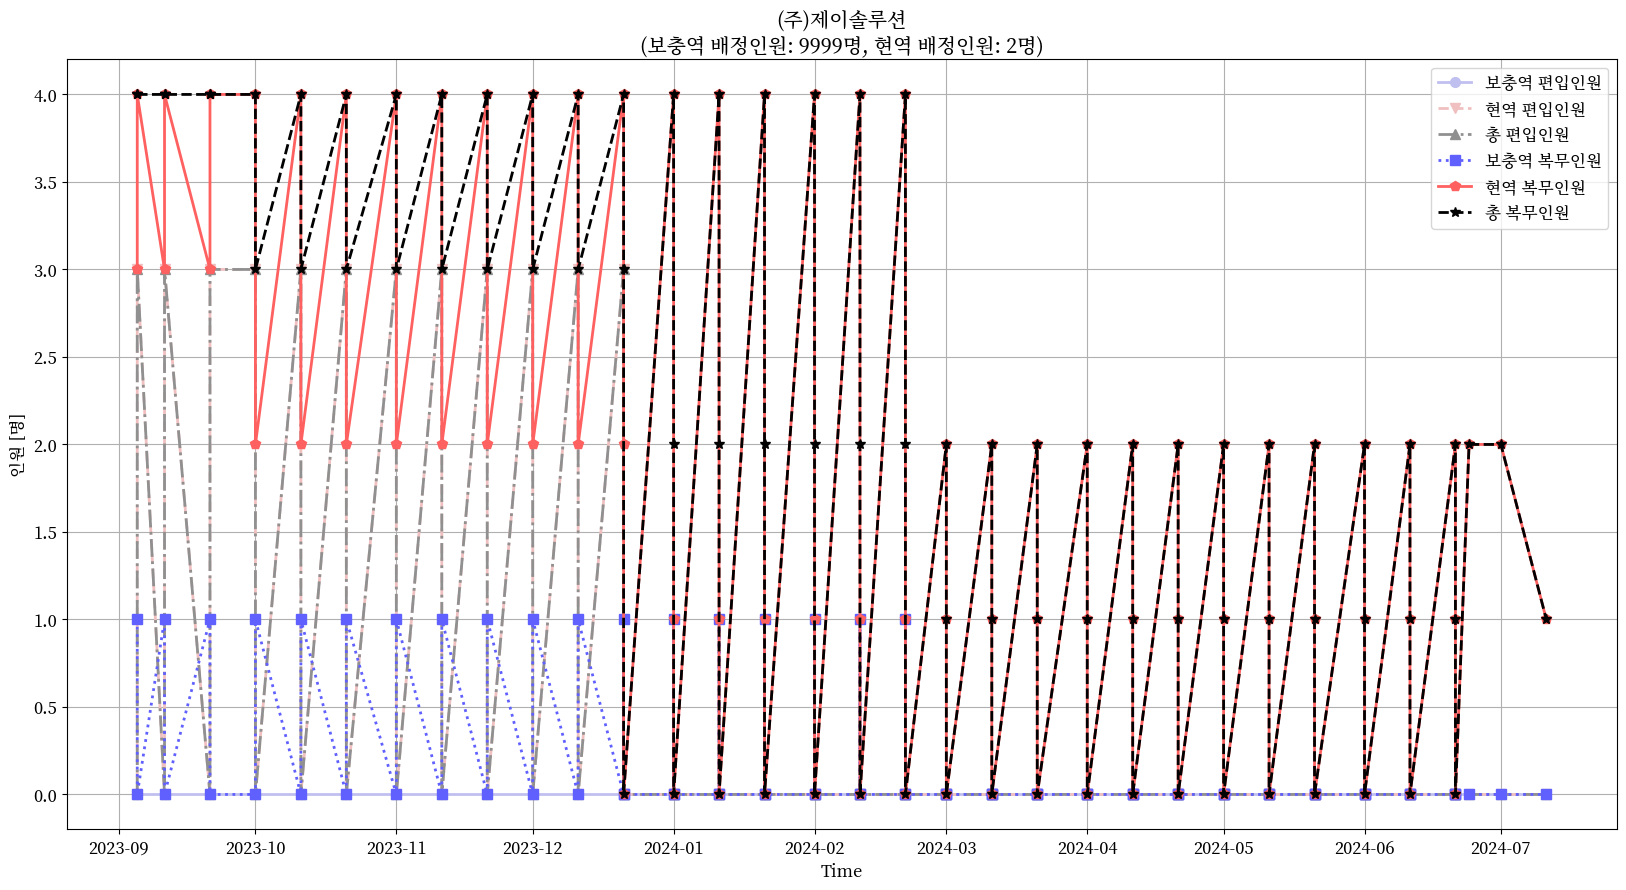 (주)제이솔루션
(보충역 배정인원: 9999명, 현역 배정인원: 2명)
보충역 편입인원
현역 편입인원
총 편입인원
보충역 복무인원
현역 복무인원
총 복무인원
인원 [명]
4.0
3.5
3.0
2.5
2.0
1.5
1.0
0.5
0.0
2023-09 2023-10 2023-11 2023-12 2024-01 2024-02 2024-03 2024-04 2024-05 2024-06 2024-07
Time